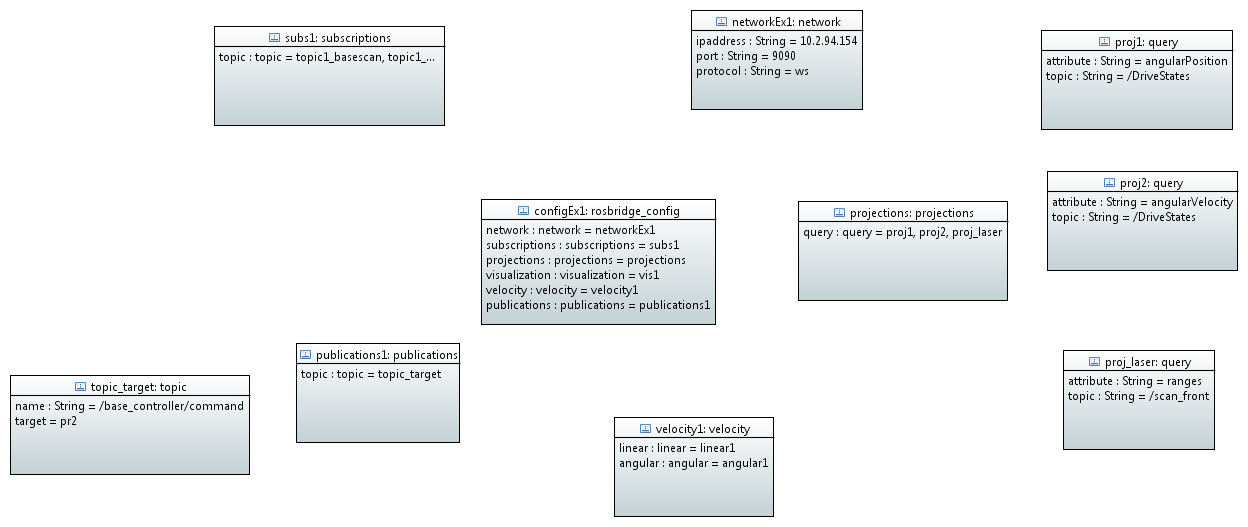 subs1: subscriptions
topic : topic = topic1_basescan, topic1_...
networkEx1: network
ipaddress : String = 10.2.94.154
port : String = 9090
protocol : String = ws
proj1: query
attribute : String = angularPosition
topic : String = /DriveStates
proj2: query
attribute : String = angularVelocity
topic : String = /DriveStates
configEx1: rosbridge_config
network : network = networkEx1
subscriptions : subscriptions = subs1
projections : projections = projections
visualization : visualization = vis1
velocity : velocity = velocity1
publications : publications = publications1
projections: projections
query : query = proj1, proj2, proj_laser
publications1: publications
topic : topic = topic_target
proj_laser: query
attribute : String = ranges
topic : String = /scan_front
topic_target: topic
name : String = /base_controller/command
target = pr2
velocity1: velocity
linear : linear = linear1
angular : angular = angular1